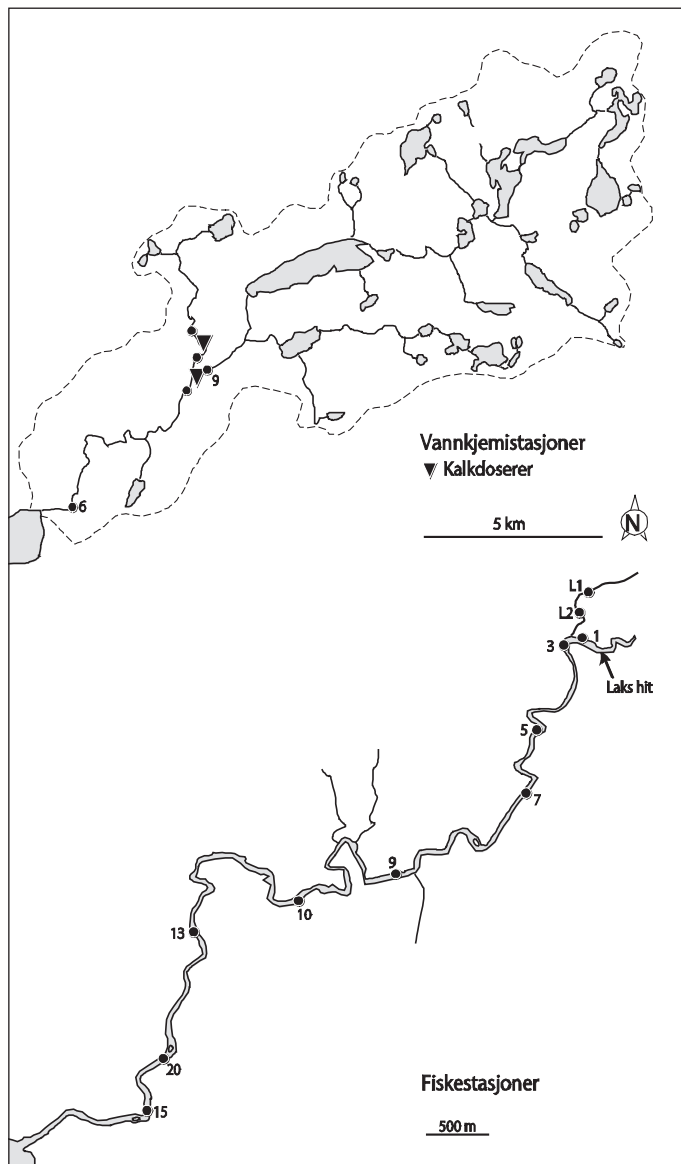 9
Vannkjemistasjoner
Kalkdoserer
6
5 km
N
L1
L2
1
3
Laks hit
5
7
9
10
13
20
Fiskestasjoner
15
500 m